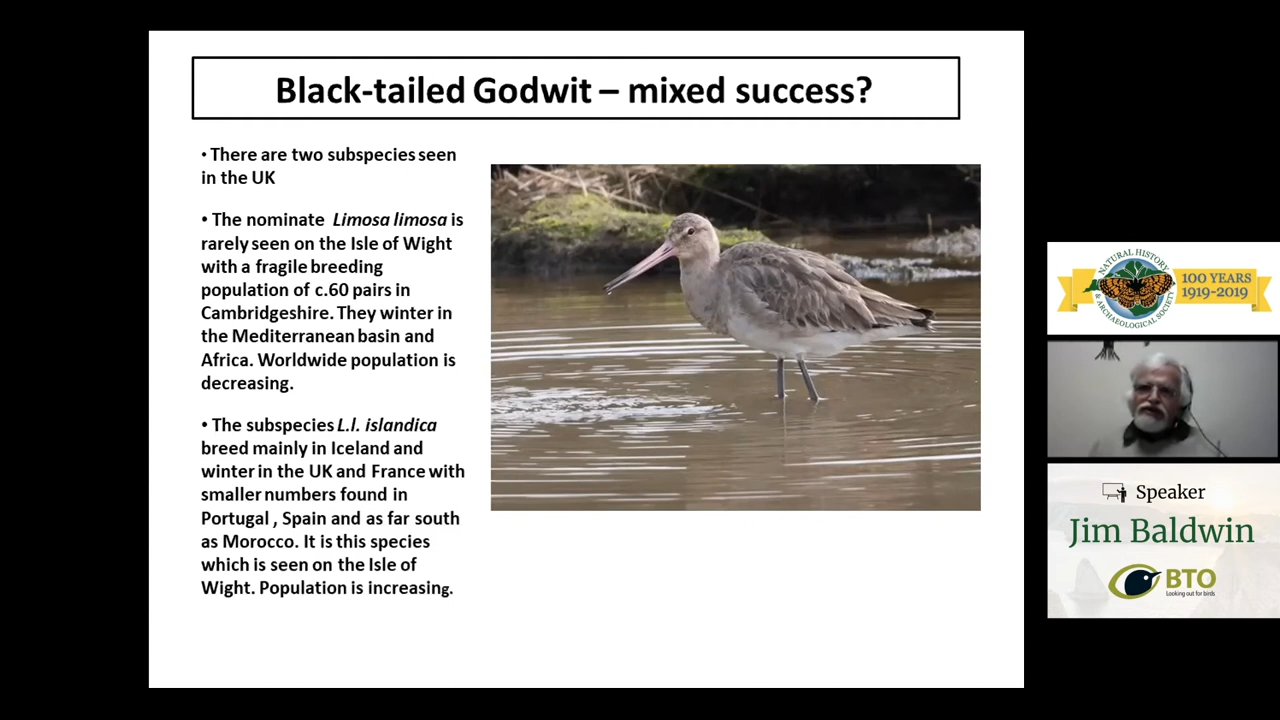 Black-tailed Godwit – mixed success?
• There are two subspecies seen
in the UK
• The nominate Limosa limosa is
rarely seen on the Isle of Wight
with a fragile breeding
population of c.60 pairs in
Cambridgeshire. They winter in
the Mediterranean basin and
Africa. Worldwide population is
decreasing.
• The subspecies L.l. islandica
breed mainly in Iceland and
winter in the UK and France with
smaller numbers found in
Portugal , Spain and as far south
as Morocco. It is this species
which is seen on the Isle of
Wight. Population is increasing.
NATURAL HISTORY
& ARCHAEOLOGICAL SOCIETY
100 YEARS
1919-2019
Speaker
Jim Baldwin
BTO
Looking out for birds